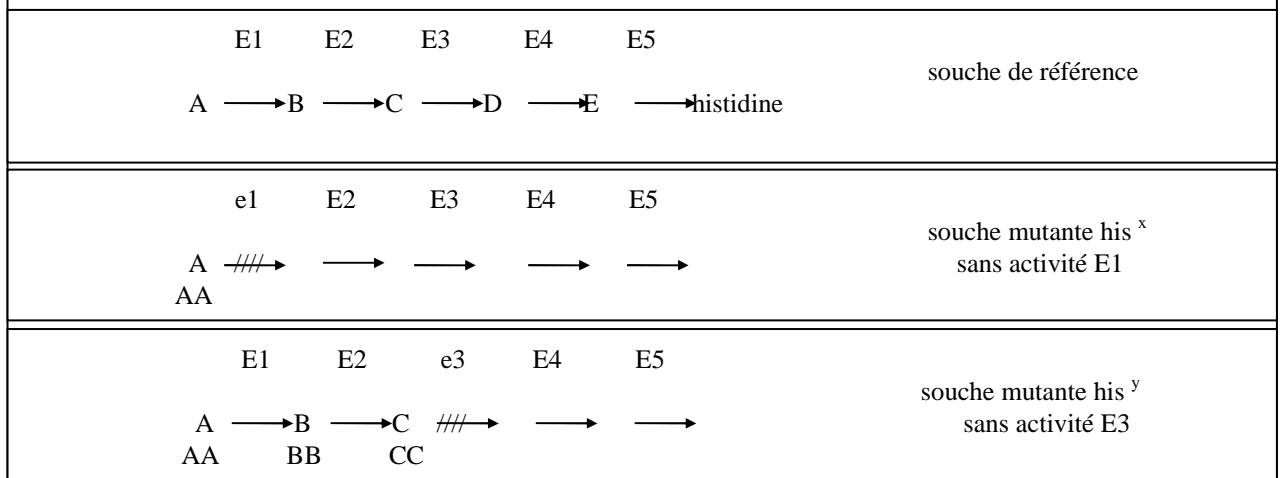 E1 E2 E3 E4 E5
souche de référence
A B C D E histidine
e1 E2 E3 E4 E5
souche mutante his x
A sans activité E1
AA
E1 E2 e3 E4 E5
souche mutante his y
A B C sans activité E3
AA BB CC